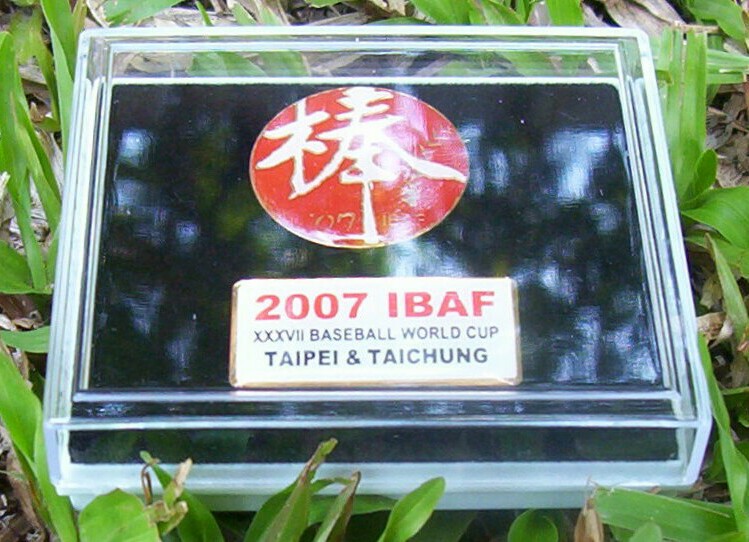 棒
2007 IBAF
XXXVII BASEBALL WORLD CUP
TAIPEI & TAICHUNG